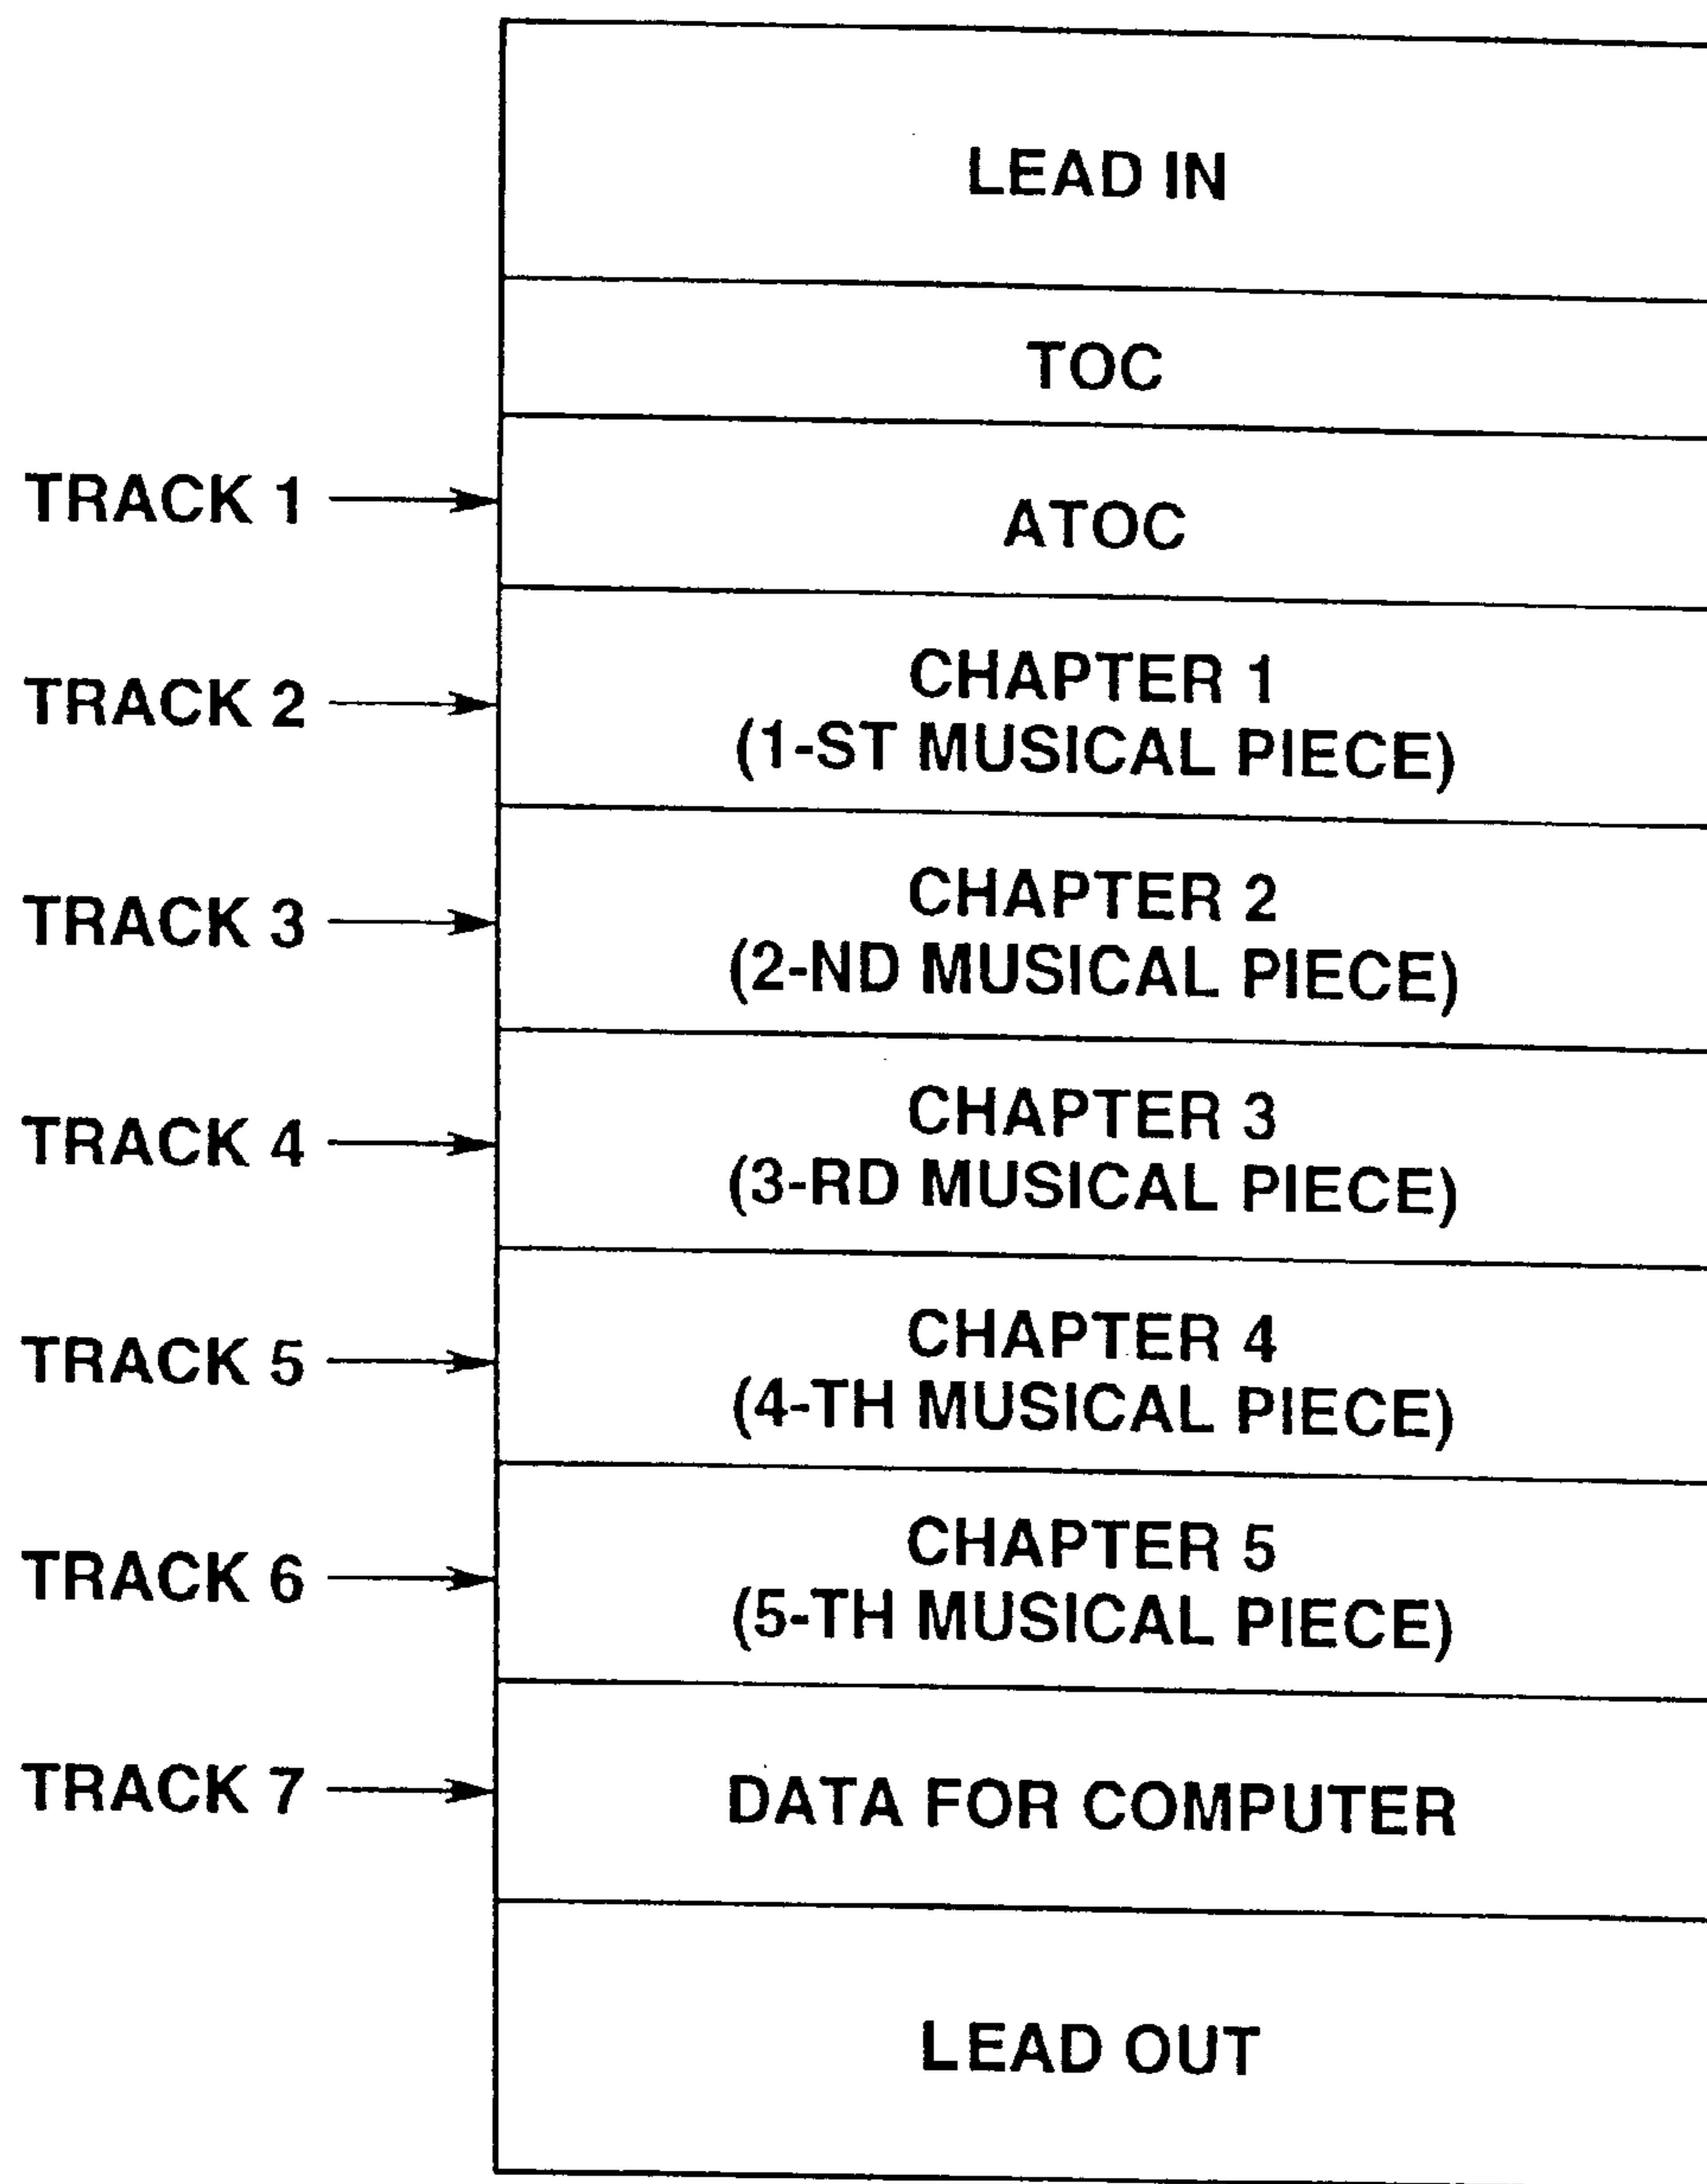 LEAD IN
TOC
TRACK 1
ATOC
TRACK 2
CHAPTER 1
(1-ST MUSICAL PIECE)
TRACK 3
CHAPTER 2
(2-ND MUSICAL PIECE)
TRACK 4
CHAPTER 3
(3-RD MUSICAL PIECE)
TRACK 5
CHAPTER 4
(4-TH MUSICAL PIECE)
TRACK 6
CHAPTER 5
(5-TH MUSICAL PIECE)
TRACK 7
DATA FOR COMPUTER
LEAD OUT